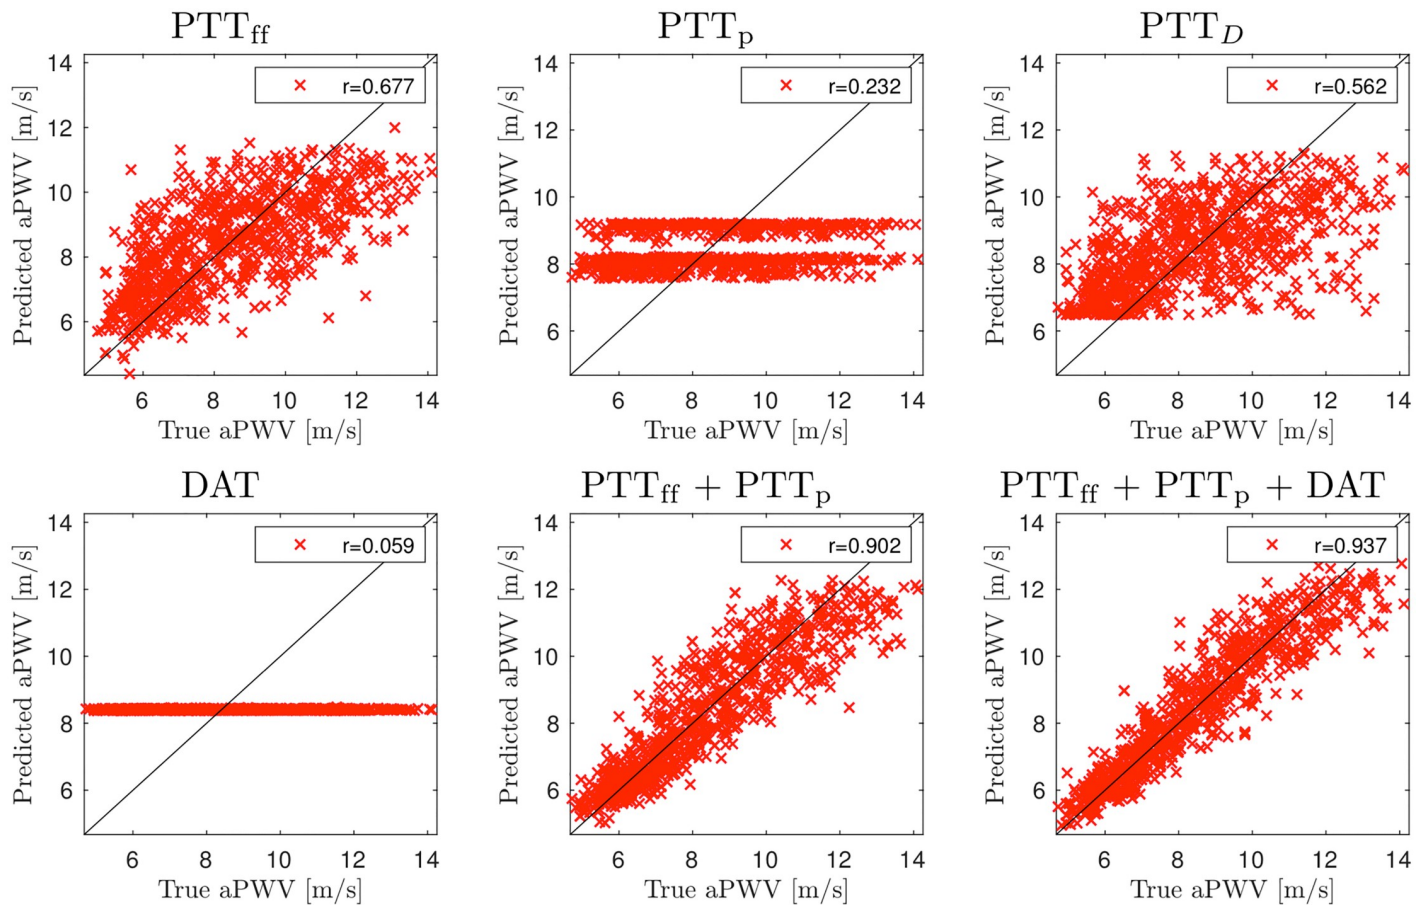 PTTff
r=0.677
14
12
10
8
6
Predicted aPWV [m/s]
6 8 10 12 14
True aPWV [m/s]
PTTp
r=0.232
14
12
10
8
6
Predicted aPWV [m/s]
6 8 10 12 14
True aPWV [m/s]
PTTD
r=0.562
14
12
10
8
6
Predicted aPWV [m/s]
6 8 10 12 14
True aPWV [m/s]
DAT
r=0.059
14
12
10
8
6
Predicted aPWV [m/s]
6 8 10 12 14
True aPWV [m/s]
PTTff + PTTp
r=0.902
14
12
10
8
6
Predicted aPWV [m/s]
6 8 10 12 14
True aPWV [m/s]
PTTff + PTTp + DAT
r=0.937
14
12
10
8
6
Predicted aPWV [m/s]
6 8 10 12 14
True aPWV [m/s]